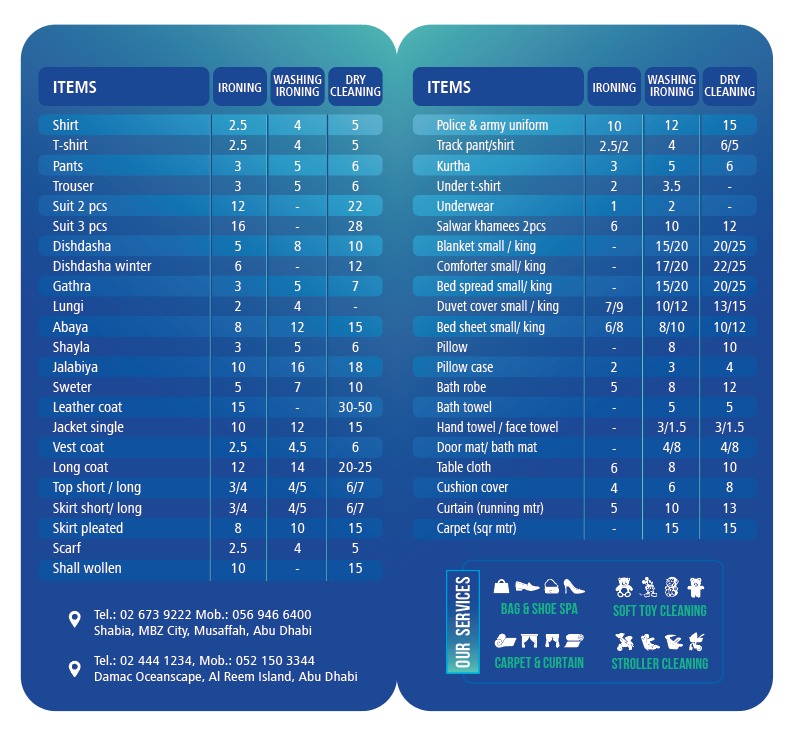 ITEMS IRONING WASHING IRONING DRY CLEANING
Shirt 2.5 4 5
T-shirt 2.5 4 5
Pants 3 5 6
Trouser 3 5 6
Suit 2 pcs 12 - 22
Suit 3 pcs 16 - 28
Dishdasha 5 8 10
Dishdasha winter 6 - 12
Gathra 3 5 7
Lungi 2 4 -
Abaya 8 12 15
Shayla 3 5 6
Jalabiya 10 16 18
Sweter 5 7 10
Leather coat 15 - 30-50
Jacket single 10 12 15
Vest coat 2.5 4.5 6
Long coat 12 14 20-25
Top short / long 3/4 4/5 6/7
Skirt short/ long 3/4 4/5 6/7
Skirt pleated 8 10 15
Scarf 2.5 4 5
Shall wollen 10 - 15
Tel.: 02 673 9222 Mob.: 056 946 6400
Shabia, MBZ City, Musaffah, Abu Dhabi
Tel.: 02 444 1234, Mob.: 052 150 3344
Damac Oceanscape, Al Reem Island, Abu Dhabi
ITEMS IRONING WASHING IRONING DRY CLEANING
Police & army uniform 10 12 15
Track pant/shirt 2.5/2 4 6/5
Kurtha 3 5 6
Under t-shirt 2 3.5 -
Underwear 1 2 -
Salwar khamees 2pcs 6 10 12
Blanket small / king - 15/20 20/25
Comforter small/ king - 17/20 22/25
Bed spread small/ king - 15/20 20/25
Duvet cover small / king 7/9 10/12 13/15
Bed sheet small/ king 6/8 8/10 10/12
Pillow - 8 10
Pillow case 2 3 4
Bath robe 5 8 12
Bath towel - 5 5
Hand towel / face towel - 3/1.5 3/1.5
Door mat/ bath mat - 4/8 4/8
Table cloth 6 8 10
Cushion cover 4 6 8
Curtain (running mtr) 5 10 13
Carpet (sqr mtr) - 15 15
OUR SERVICES
BAG & SHOE SPA
SOFT TOY CLEANING
CARPET & CURTAIN
STROLLER CLEANING